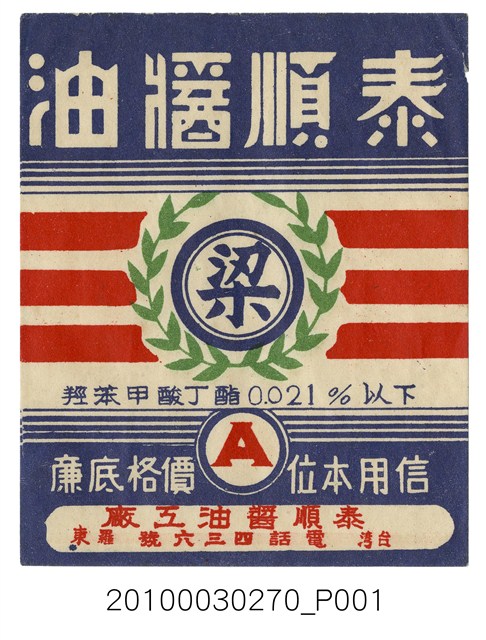 泰順醬油
梁
羥苯甲酸丁酯0.021%以下
A
信用本位 價格底廉
泰順醬油工廠
台湾 電話四三六號 羅東
20100030270_P001